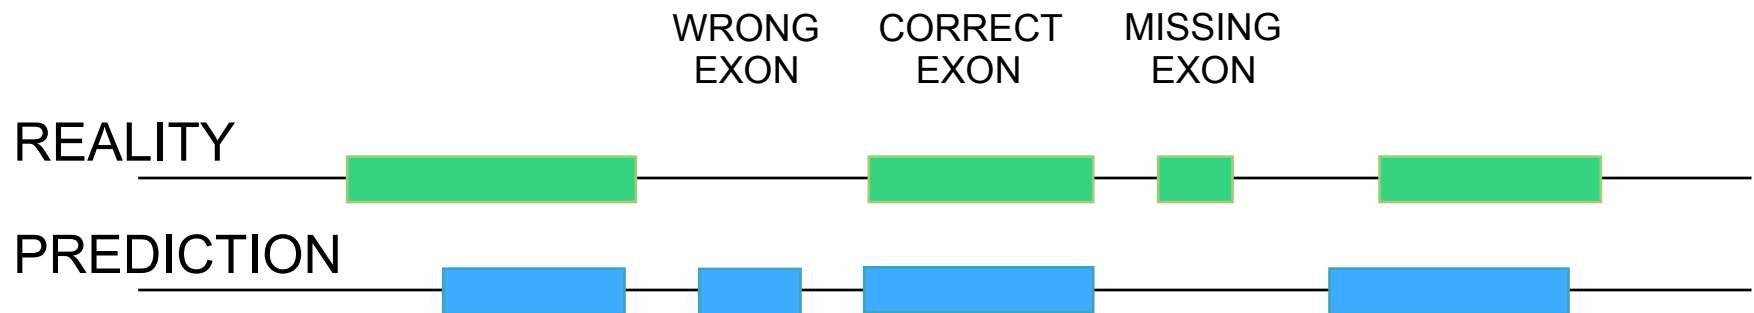 WRONG CORRECT MISSING
EXON EXON EXON
REALITY
PREDICTION